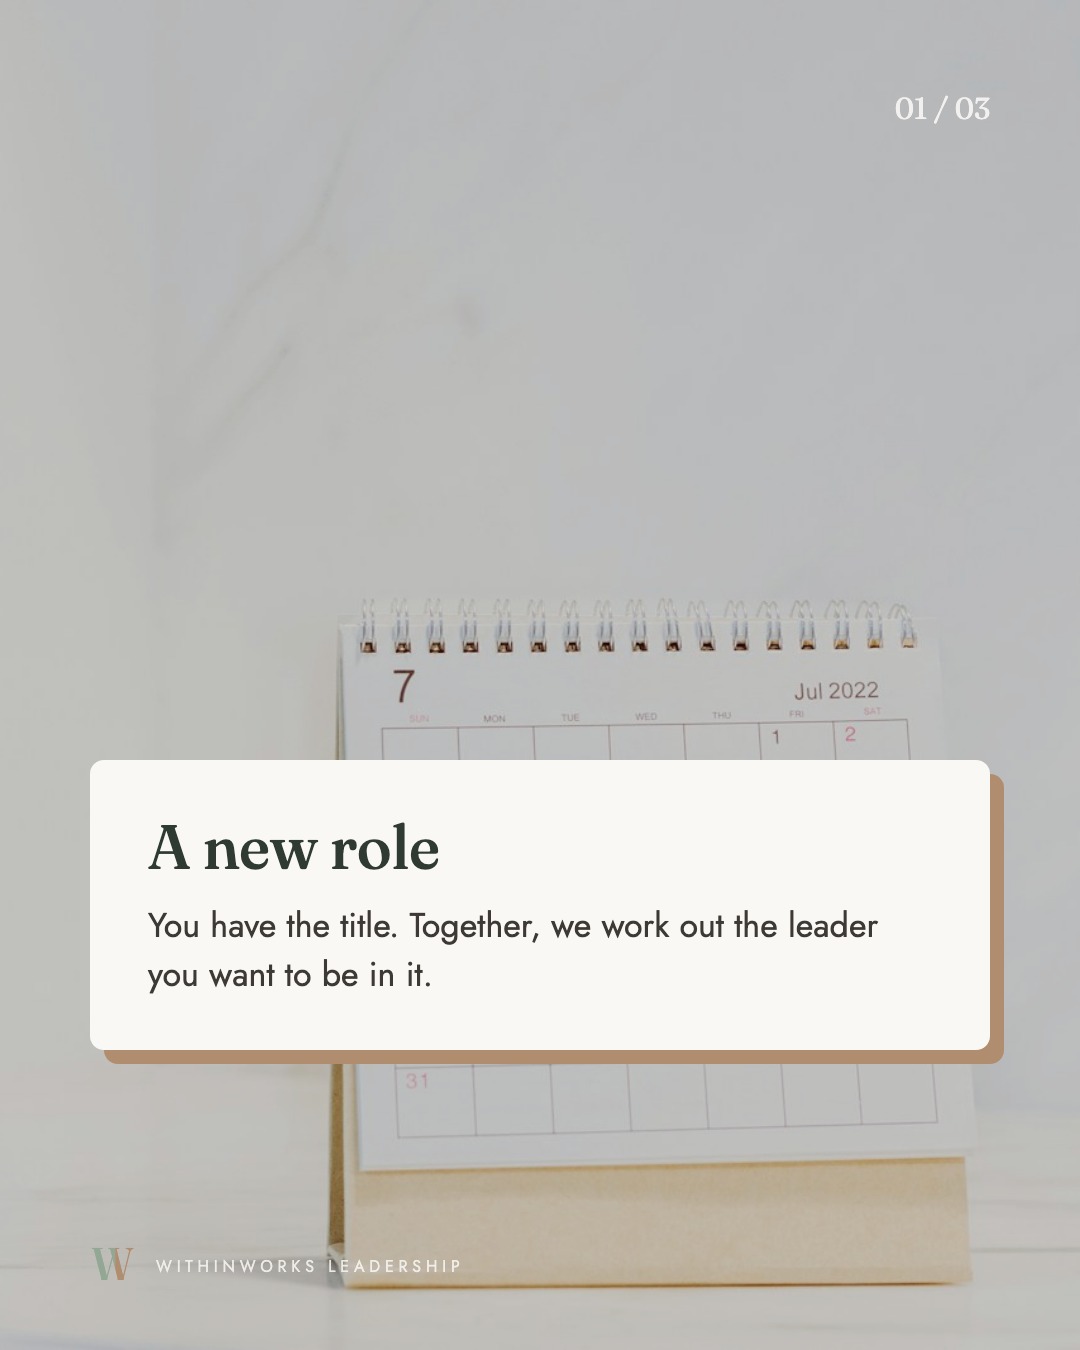 01 / 03
7
Jul 2022
SUN MON TUE WED THU FRI SAT
1 2
A new role
You have the title. Together, we work out the leader
you want to be in it.
31
W WITHINWORKS LEADERSHIP